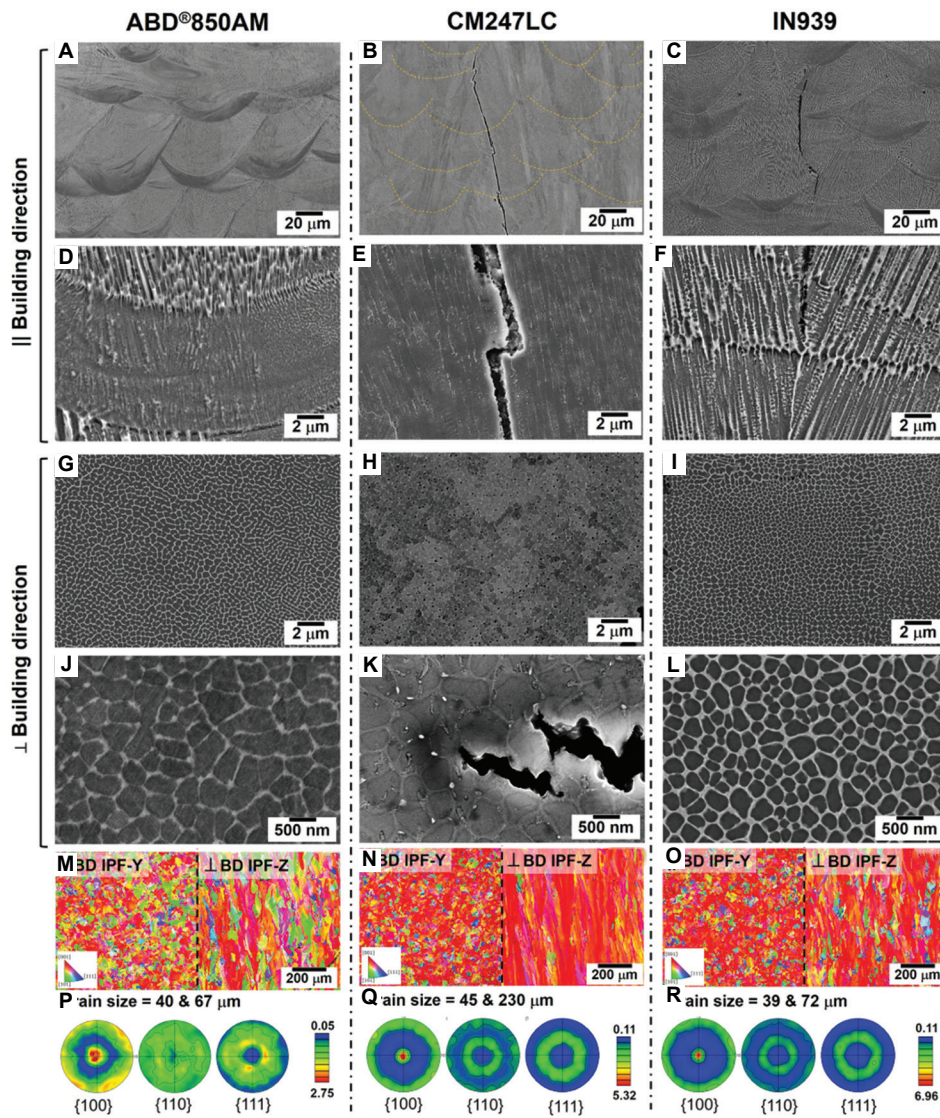 ABD®850AM CM247LC IN939
|| Building direction
A B C
20 μm 20 μm 20 μm
D E F
2 μm 2 μm 2 μm
⊥ Building direction
G H I
2 μm 2 μm 2 μm
J K L
500 nm 500 nm 500 nm
M BD IPF-Y ⊥ BD IPF-Z N BD IPF-Y ⊥ BD IPF-Z O BD IPF-Y ⊥ BD IPF-Z
[001] [111]
200 μm 200 μm 200 μm
P ain size = 40 & 67 μm Q ain size = 45 & 230 μm R ain size = 39 & 72 μm
0.05 0.11 0.11
2.75 5.32 6.96
{100} {110} {111} {100} {110} {111} {100} {110} {111}